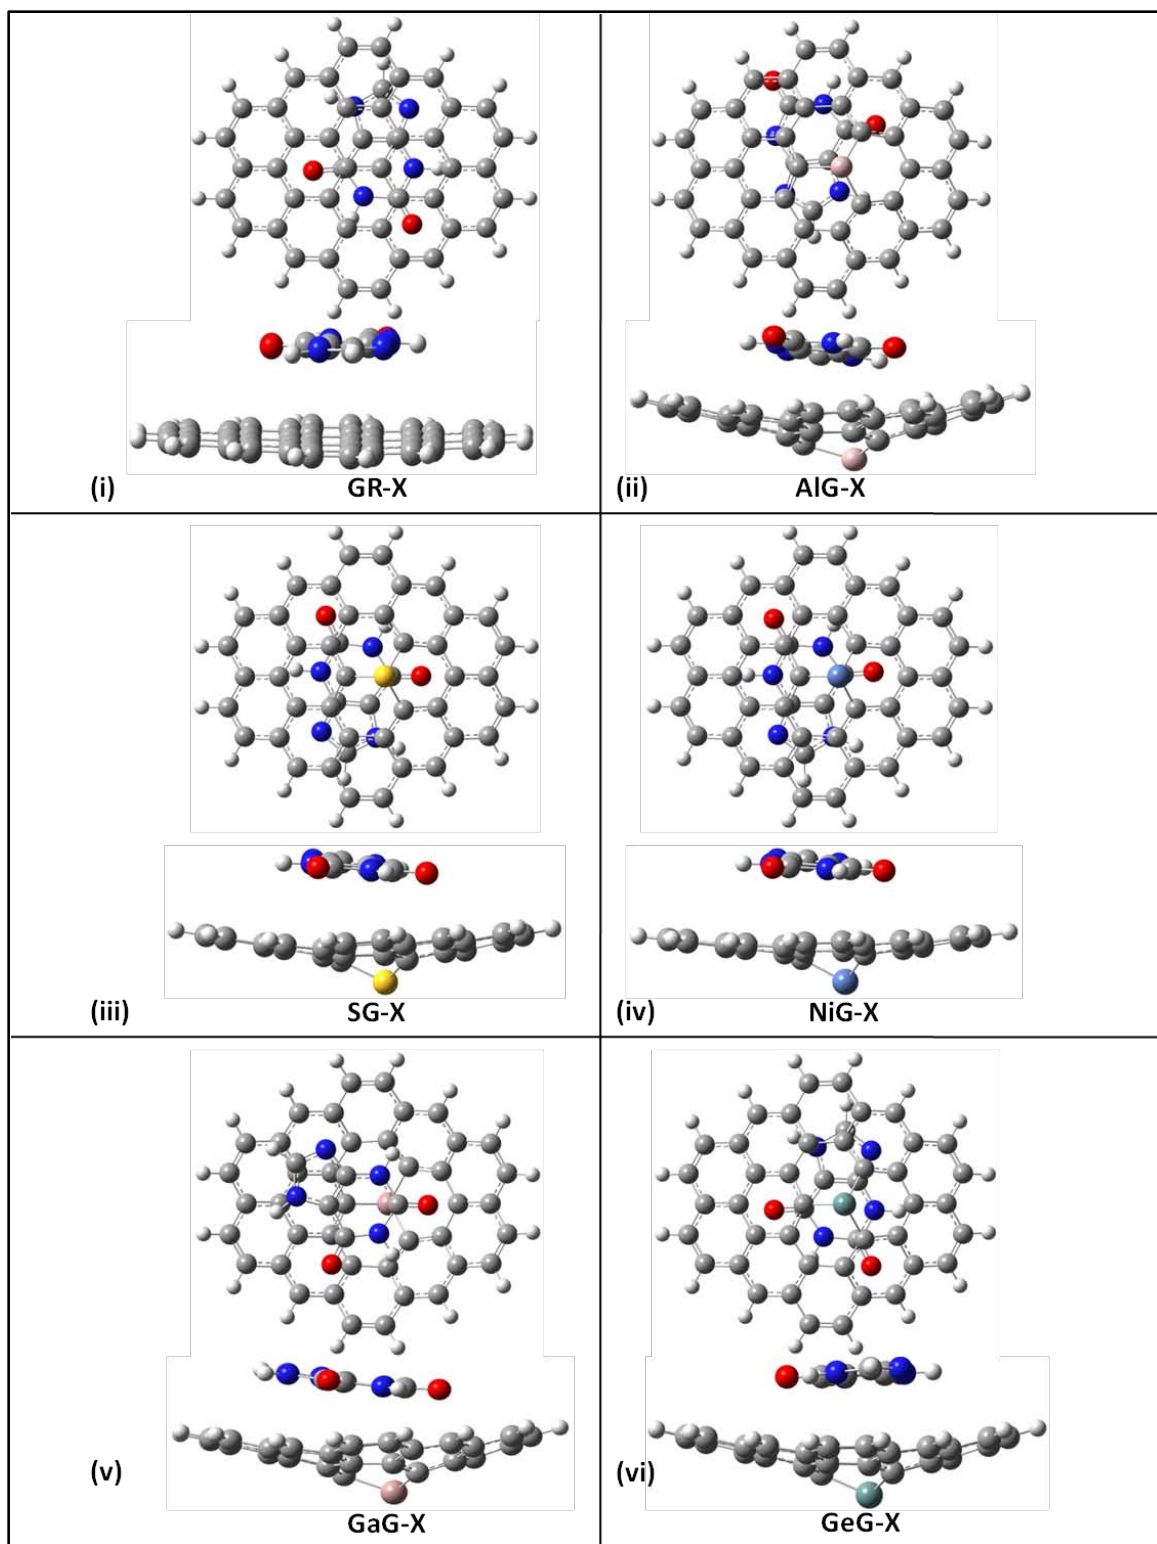 (i) GR-X
(ii) AlG-X
(iii) SG-X
(iv) NiG-X
(v)
GaG-X
(vi)
GeG-X